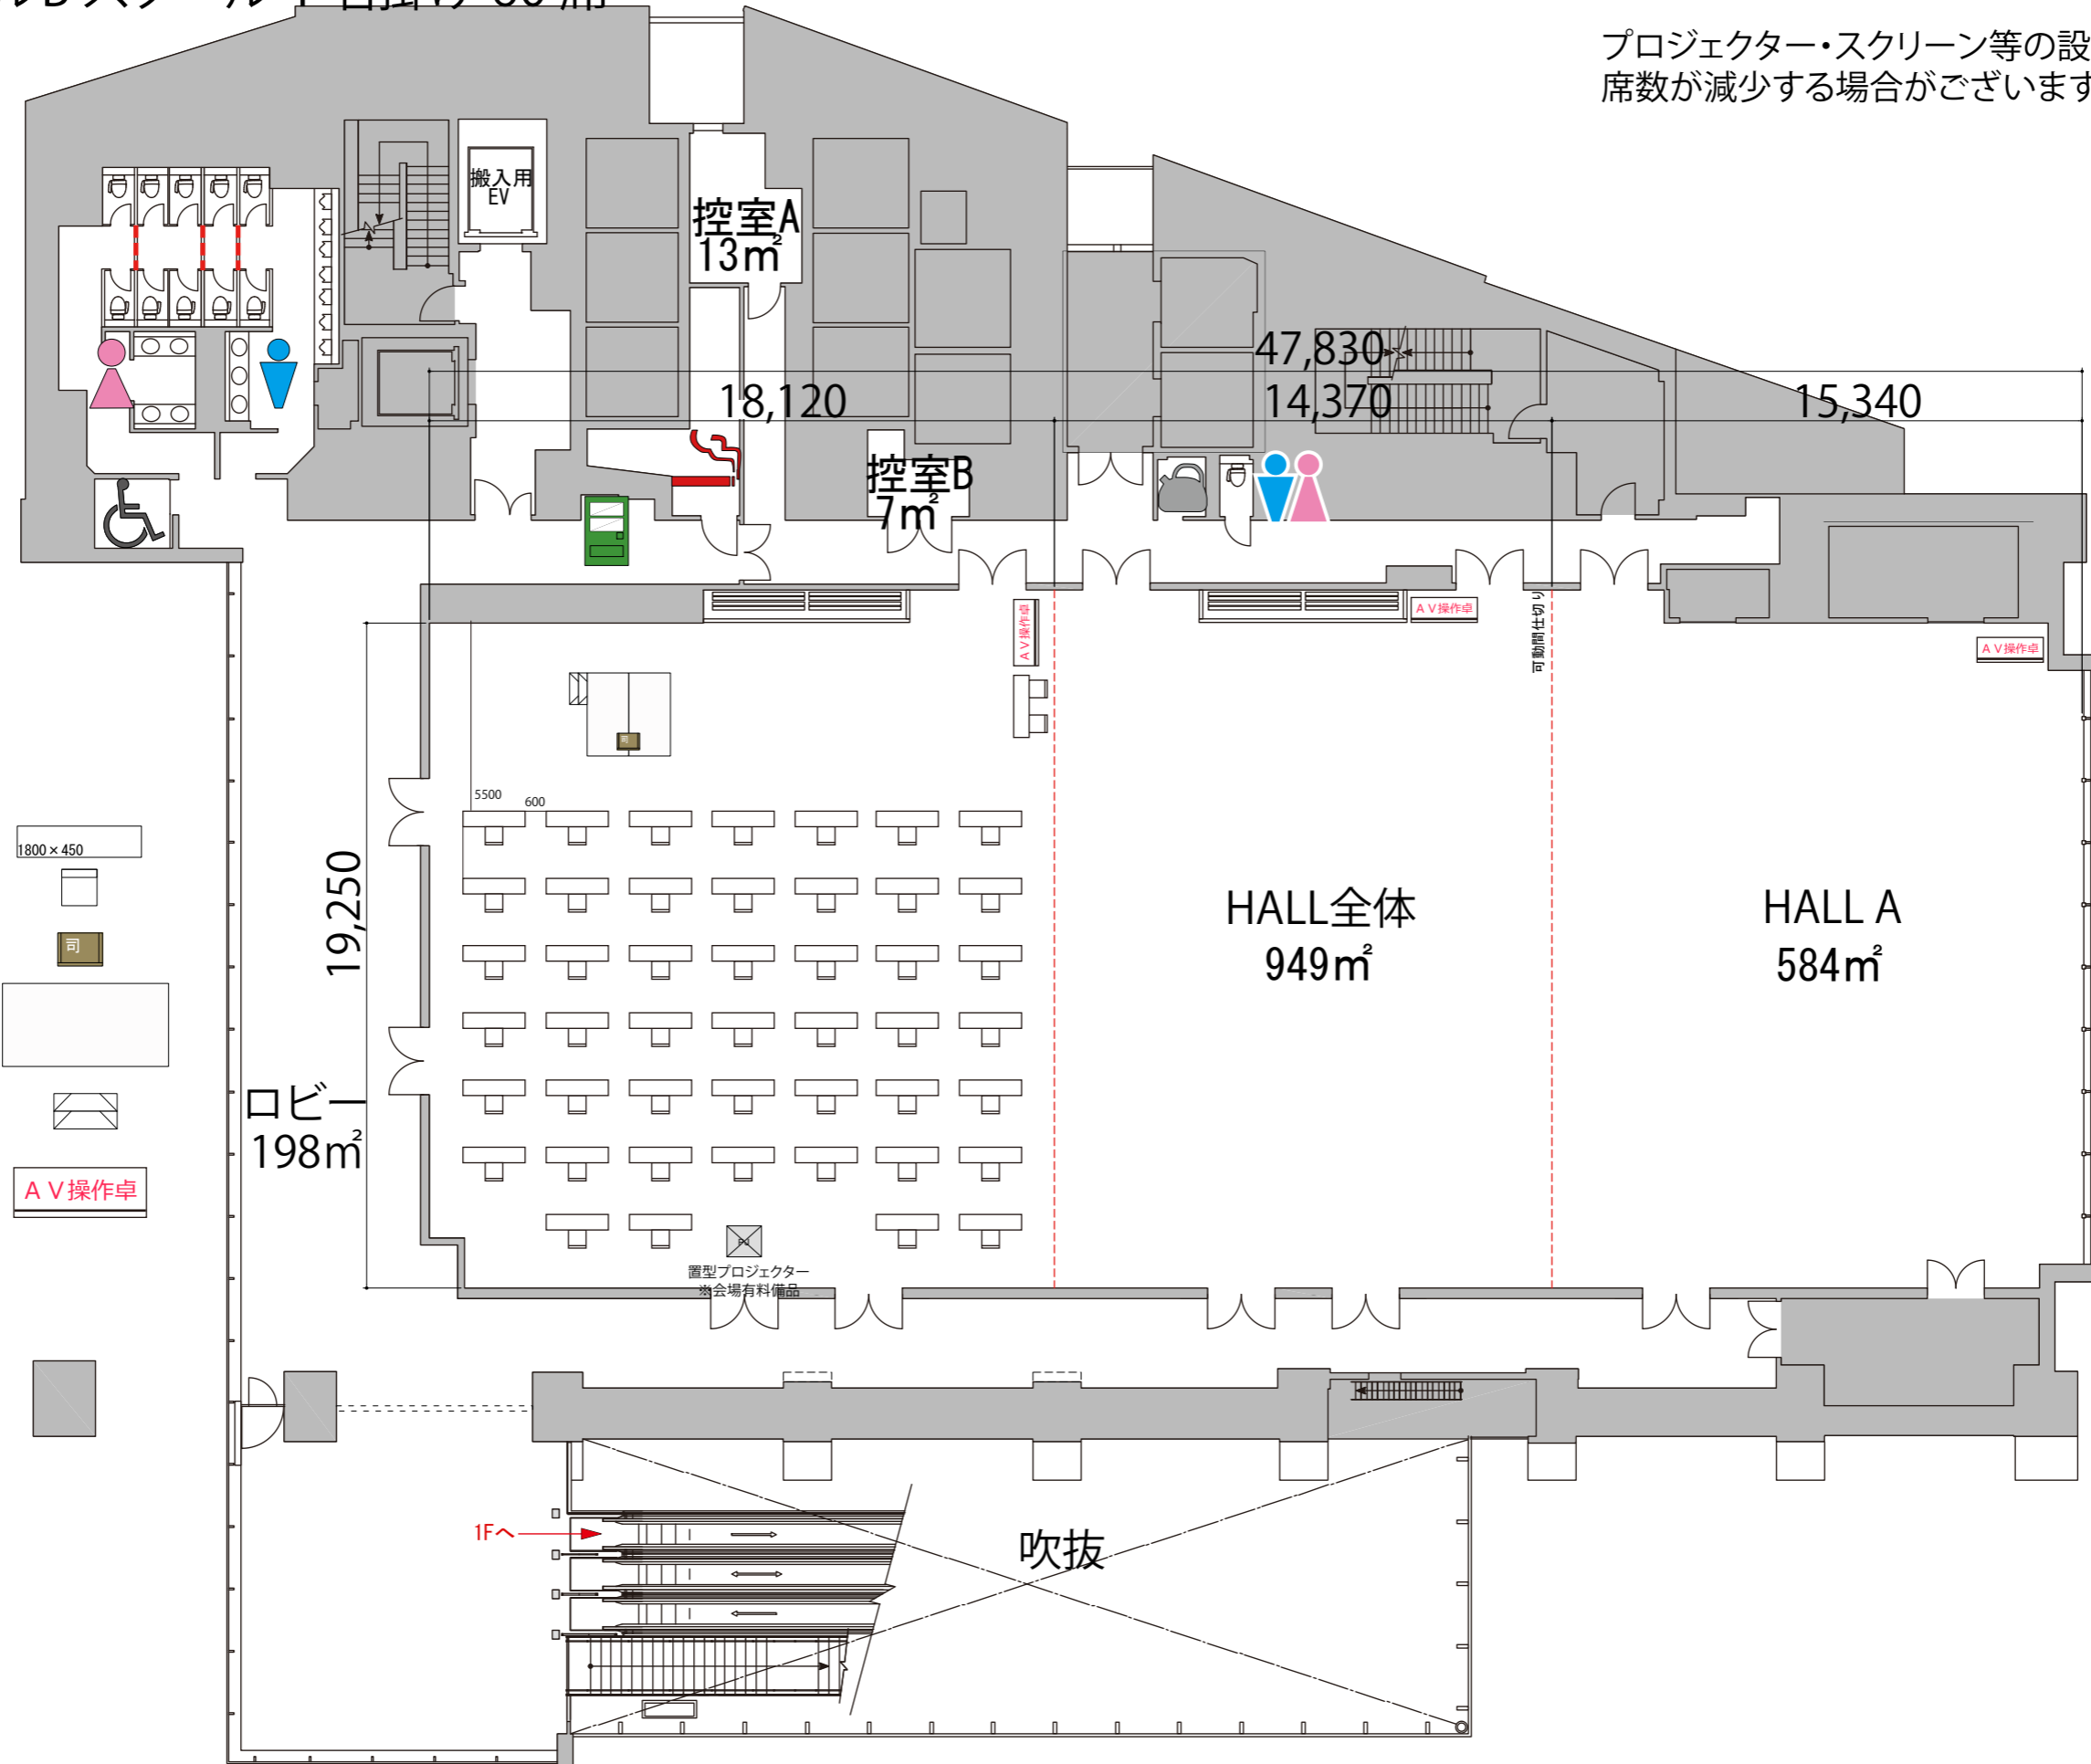 プロジェクター・スクリーン等の設
席数が減少する場合がございます
搬入用
EV
控室A
13㎡
47,830
18,120
14,370
15,340
控室B
7㎡
AV操作卓
AV操作卓
可動間仕切り
AV操作卓
司
5500
600
1800×450
司
19,250
HALL全体
949㎡
HALL A
584㎡
ロビー
198㎡
AV操作卓
PJ
置型プロジェクター
※会場有料備品
1Fへ
吹抜